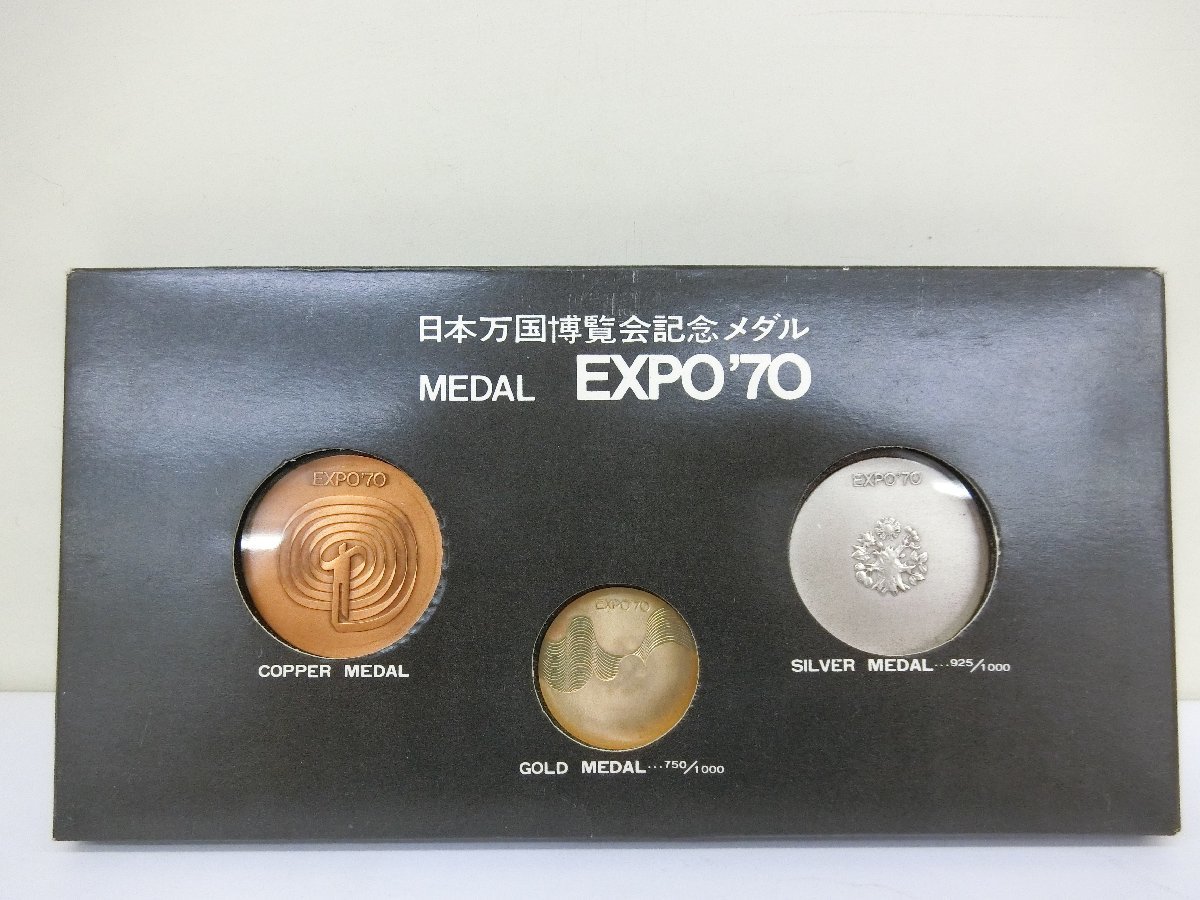 日本万国博覧会記念メダル
MEDAL EXPO'70
EXPO'70
EXPO'70
EXPO'70
COPPER MEDAL
SILVER MEDAL...925/1000
GOLD MEDAL...750/1000